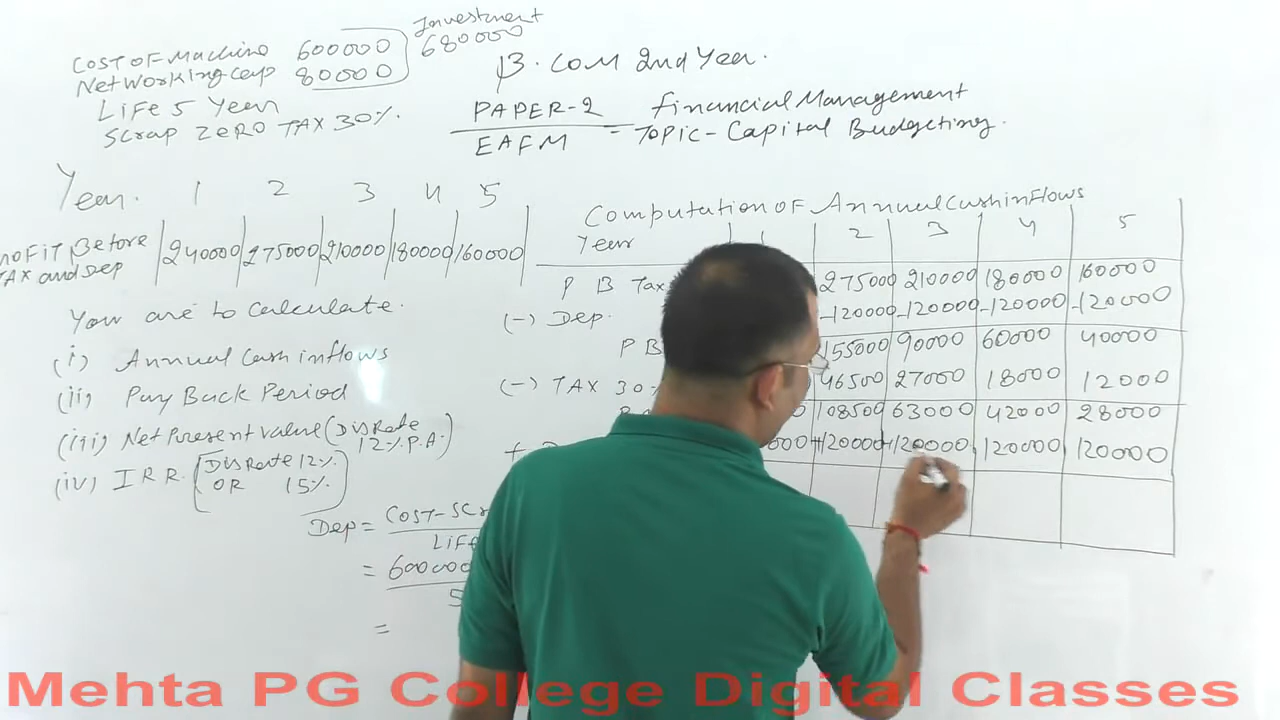 Investment
COST OF Machine 600000 680000
Net Working Cap 80000
LIFE 5 Year
SCrap ZERO TAX 30%.
B. COM 2nd Year.
PAPER-2 Financial Management
EAFM = Topic - Capital Budgeting.
Year. 1 2 3 4 5
Profit Before
TAX and Dep 240000 275000 210000 180000 160000
You are to Calculate.
(i) Annual Cash inflows
(ii) Pay Back Period
(iii) Net Present Value (Dis Rate
12% P.A.)
(iv) IRR. [Dis Rate 12%
OR 15%]
Dep = COST-SCr
LIFE
= 600000
5
=
Computation OF Annual Cash inflows
Year 2 3 4 5
P B Tax 275000 210000 180000 160000
(-) Dep. -120000 -120000 -120000 -120000
PB 155000 90000 60000 40000
(-) TAX 30 46500 27000 18000 12000
108500 63000 42000 28000
+ 000 +120000 +120000 120000 120000
Mehta PG College Digital Classes